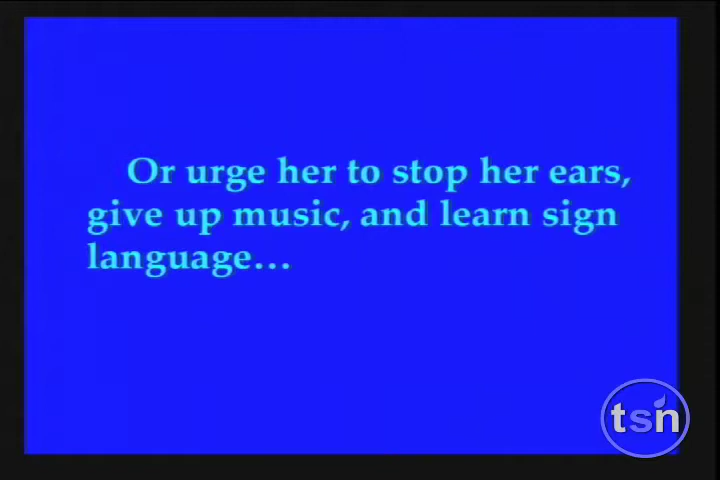 Or urge her to stop her ears,
give up music, and learn sign
language...
tsn